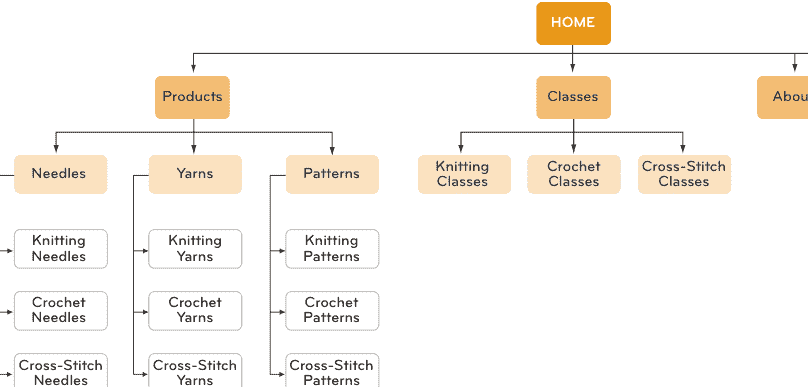 HOME
Products
Classes
Abou
Needles
Yarns
Patterns
Knitting
Classes
Crochet
Classes
Cross-Stitch
Classes
Knitting
Needles
Knitting
Yarns
Knitting
Patterns
Crochet
Needles
Crochet
Yarns
Crochet
Patterns
Cross-Stitch
Needles
Cross-Stitch
Yarns
Cross-Stitch
Patterns